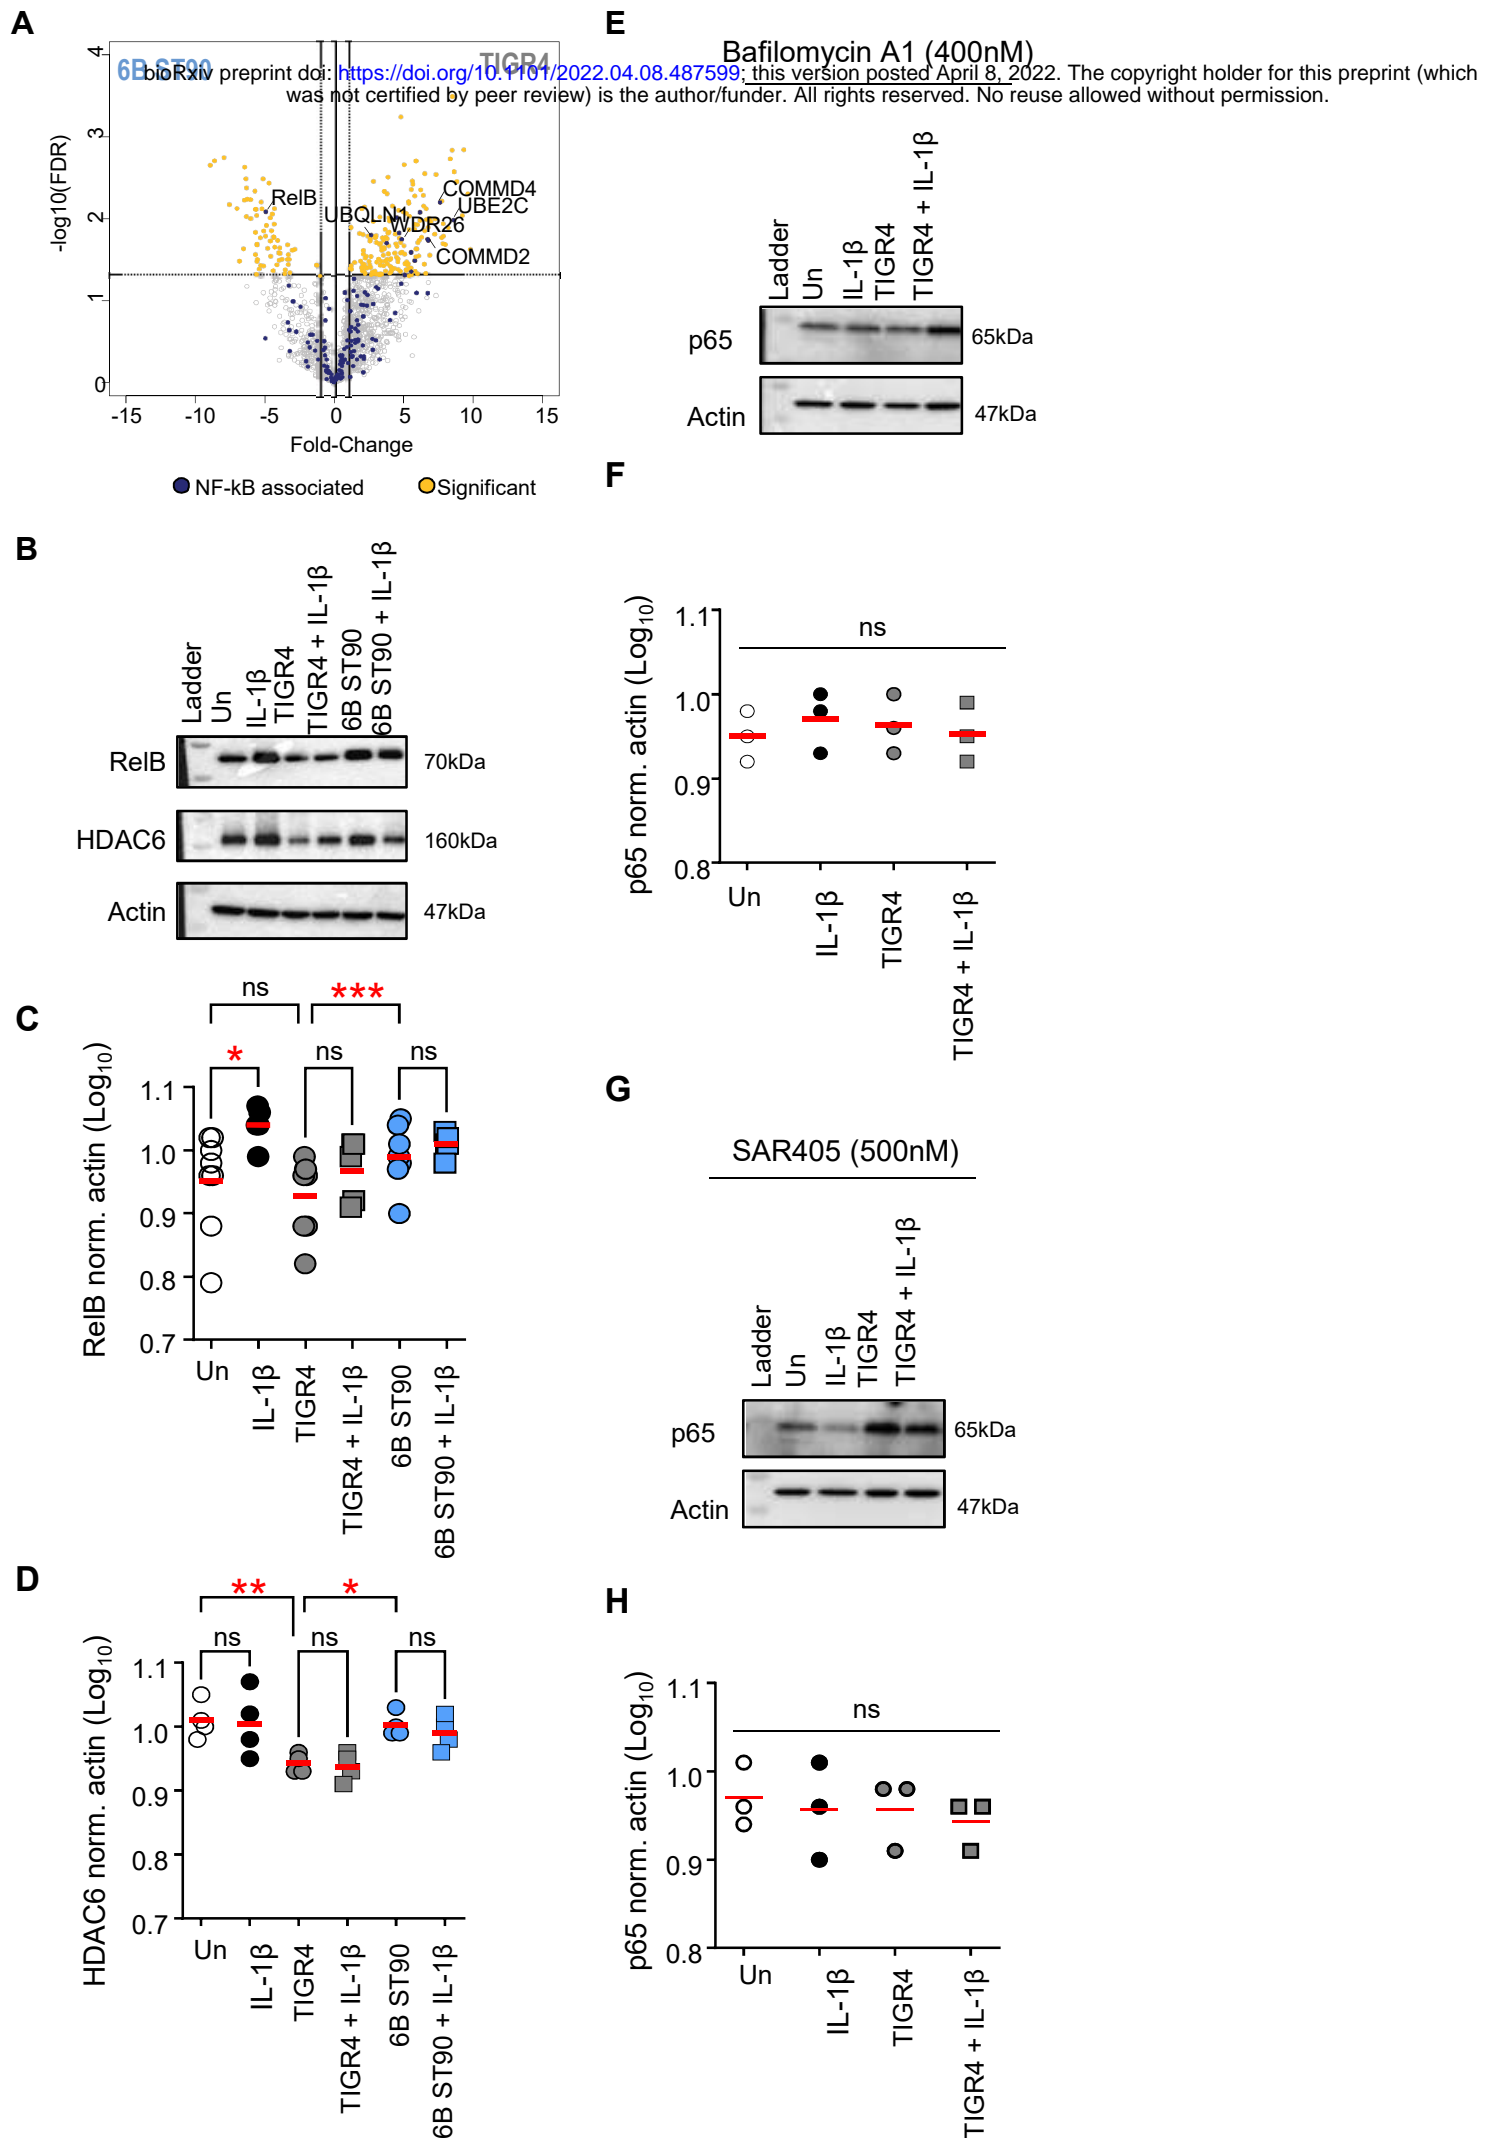 A
E
6B ST90
TIGR4
Bafilomycin A1 (400nM)
bioRxiv preprint doi: https://doi.org/10.1101/2022.04.08.487599; this version posted April 8, 2022. The copyright holder for this preprint (which
was not certified by peer review) is the author/funder. All rights reserved. No reuse allowed without permission.
-log10(FDR)
4
3
2
1
0
RelB
UBQLN1
COMMD4
UBE2C
WDR26
COMMD2
-15
-10
-5
0
5
10
15
Fold-Change
NF-kB associated
Significant
Ladder
Un
IL-1β
TIGR4
TIGR4 + IL-1β
p65
65kDa
Actin
47kDa
B
Ladder
Un
IL-1β
TIGR4
TIGR4 + IL-1β
6B ST90
6B ST90 + IL-1β
RelB
70kDa
HDAC6
160kDa
Actin
47kDa
F
p65 norm. actin (Log10)
1.1
1.0
0.9
0.8
ns
Un
IL-1β
TIGR4
TIGR4 + IL-1β
C
RelB norm. actin (Log10)
ns
***
*
ns
ns
1.1
1.0
0.9
0.8
0.7
Un
IL-1β
TIGR4
TIGR4 + IL-1β
6B ST90
6B ST90 + IL-1β
G
SAR405 (500nM)
Ladder
Un
IL-1β
TIGR4
TIGR4 + IL-1β
p65
65kDa
Actin
47kDa
D
HDAC6 norm. actin (Log10)
**
*
ns
ns
ns
1.1
1.0
0.9
0.8
0.7
Un
IL-1β
TIGR4
TIGR4 + IL-1β
6B ST90
6B ST90 + IL-1β
H
p65 norm. actin (Log10)
1.1
1.0
0.9
0.8
ns
Un
IL-1β
TIGR4
TIGR4 + IL-1β